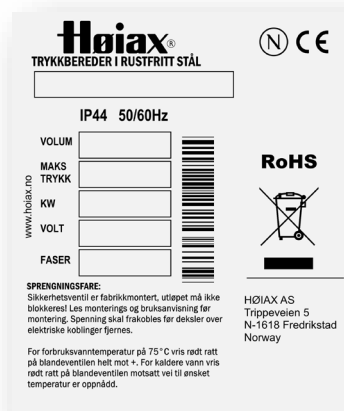 Høiax®
TRYKKBEREDER I RUSTFRITT STÅL
N CE
IP44 50/60Hz
VOLUM
MAKS
TRYKK
KW
VOLT
FASER
www.hoiax.no
RoHS
SPRENGNINGSFARE:
Sikkerhetsventil er fabrikkmontert, utløpet må ikke
blokkeres! Les monterings og bruksanvisning før
montering. Spenning skal frakobles før deksler over
elektriske koblinger fjernes.
For forbruksvanntemperatur på 75°C vris rødt ratt
på blandeventilen helt mot +. For kaldere vann vris
rødt ratt på blandeventilen motsatt vei til ønsket
temperatur er oppnådd.
HØIAX AS
Trippeveien 5
N-1618 Fredrikstad
Norway